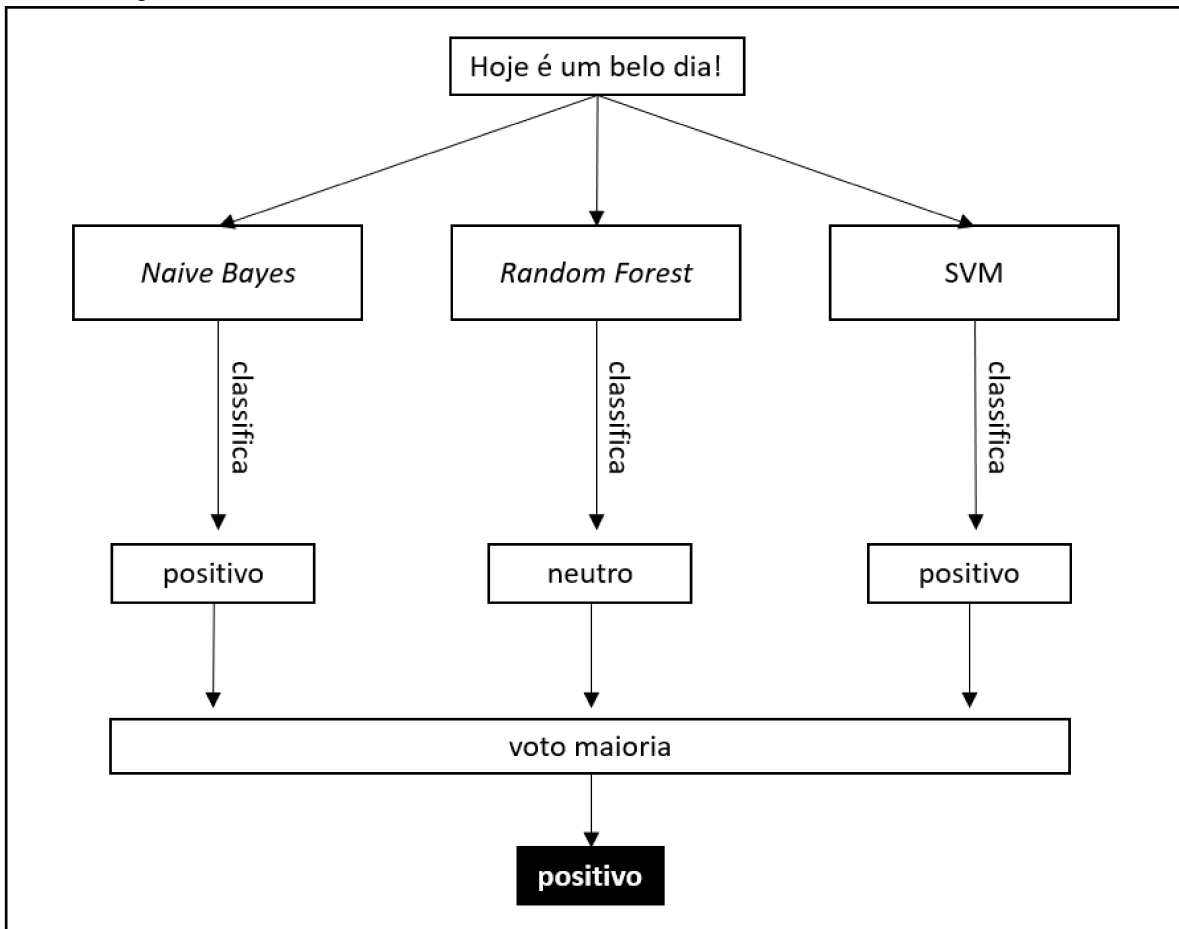 Hoje é um belo dia!
Naive Bayes
Random Forest
SVM
classifica
classifica
classifica
positivo
neutro
positivo
voto maioria
positivo